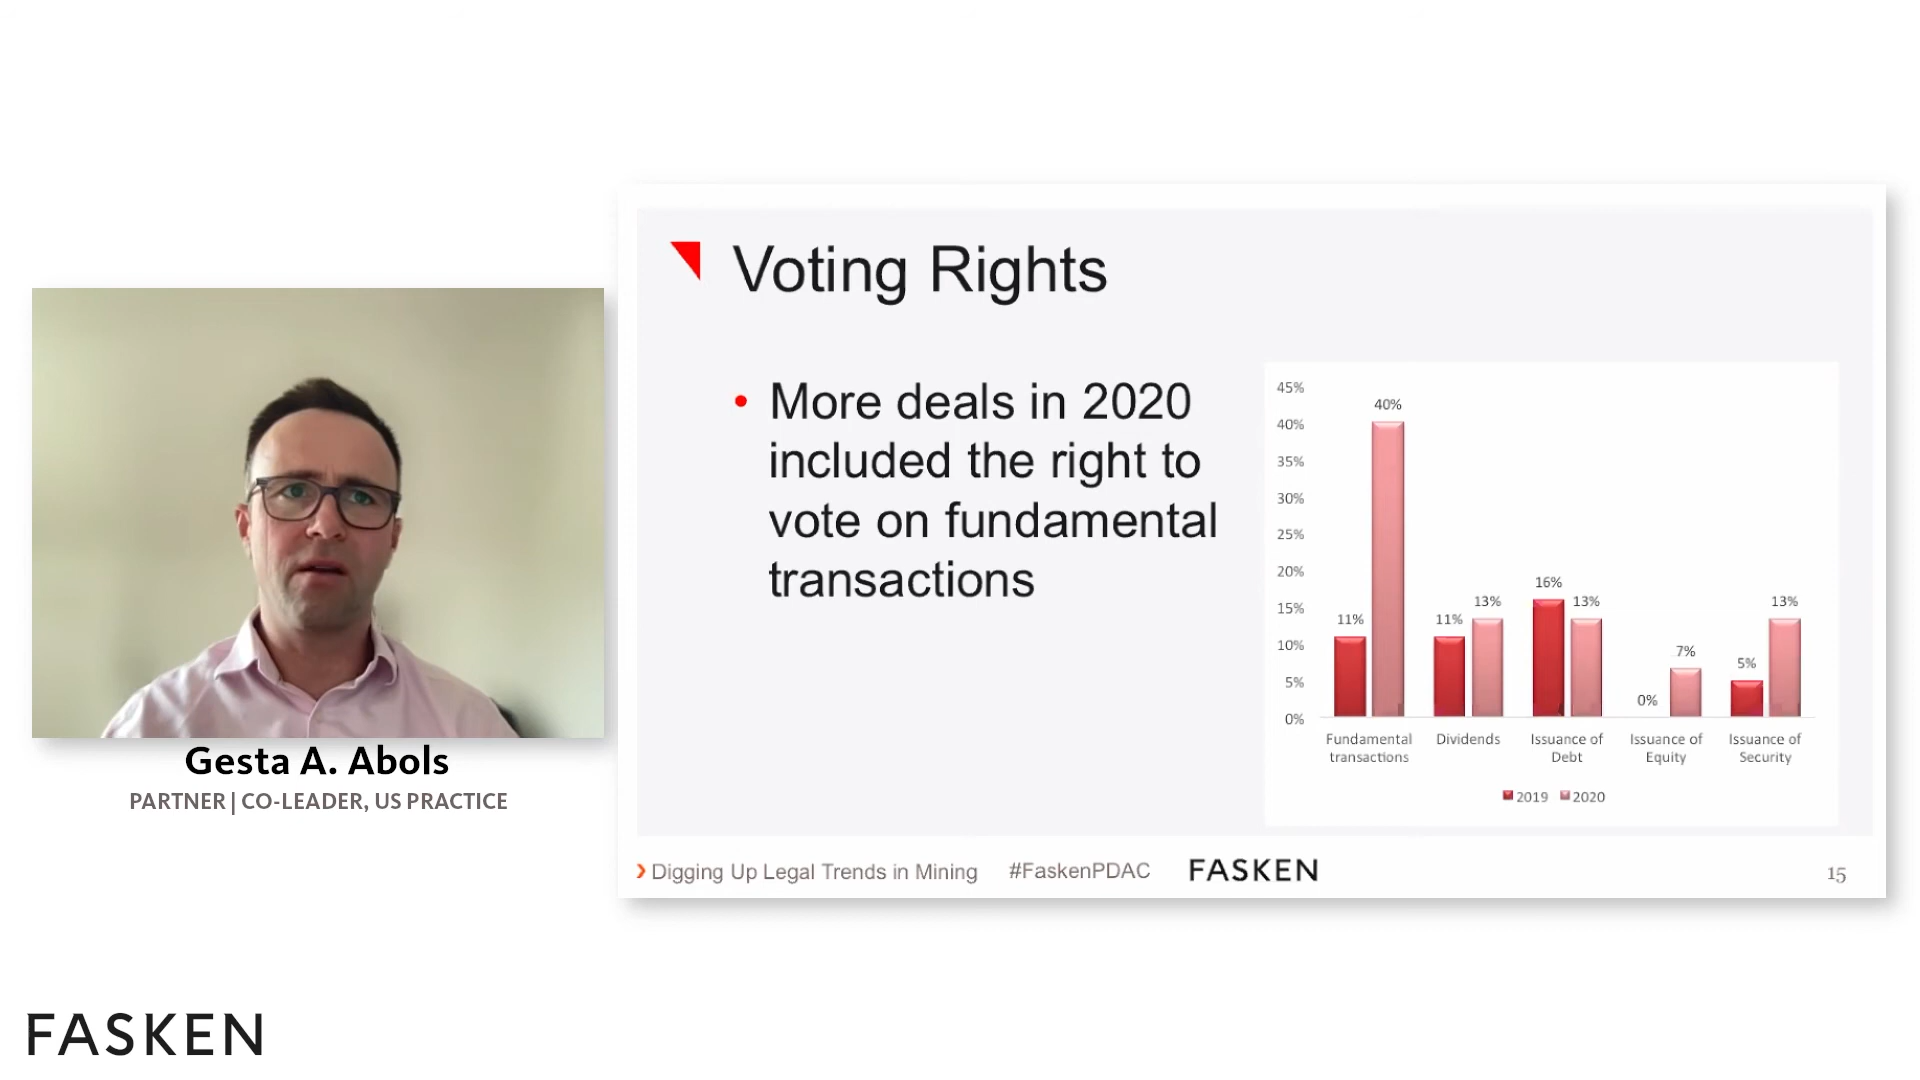 Voting Rights
• More deals in 2020
included the right to
vote on fundamental
transactions
45%
40%
35%
30%
25%
20%
15%
10%
5%
0%
11%
40%
11%
13%
16%
13%
0%
7%
5%
13%
Fundamental
transactions
Dividends
Issuance of
Debt
Issuance of
Equity
Issuance of
Security
2019 2020
Digging Up Legal Trends in Mining #FaskenPDAC FASKEN 15
Gesta A. Abols
PARTNER | CO-LEADER, US PRACTICE
FASKEN